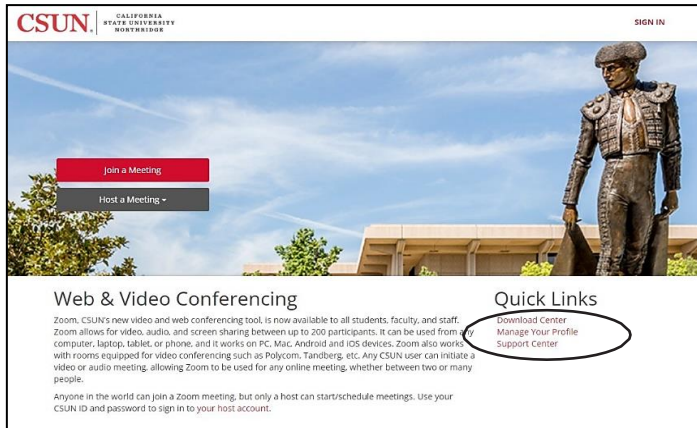 CSUN. CALIFORNIA
STATE UNIVERSITY
NORTHRIDGE
SIGN IN
Join a Meeting
Host a Meeting
Web & Video Conferencing
Zoom, CSUN's new video and web conferencing tool, is now available to all students, faculty, and staff.
Zoom allows for video, audio, and screen sharing between up to 200 participants. It can be used from any
computer, laptop, tablet, or phone, and it works on PC, Mac, Android and iOS devices. Zoom also works
with rooms equipped for video conferencing such as Polycom, Tandberg, etc. Any CSUN user can initiate a
video or audio meeting, allowing Zoom to be used for any online meeting, whether between two or many
people.
Anyone in the world can join a Zoom meeting, but only a host can start/schedule meetings. Use your
CSUN ID and password to sign in to your host account.
Quick Links
Download Center
Manage Your Profile
Support Center